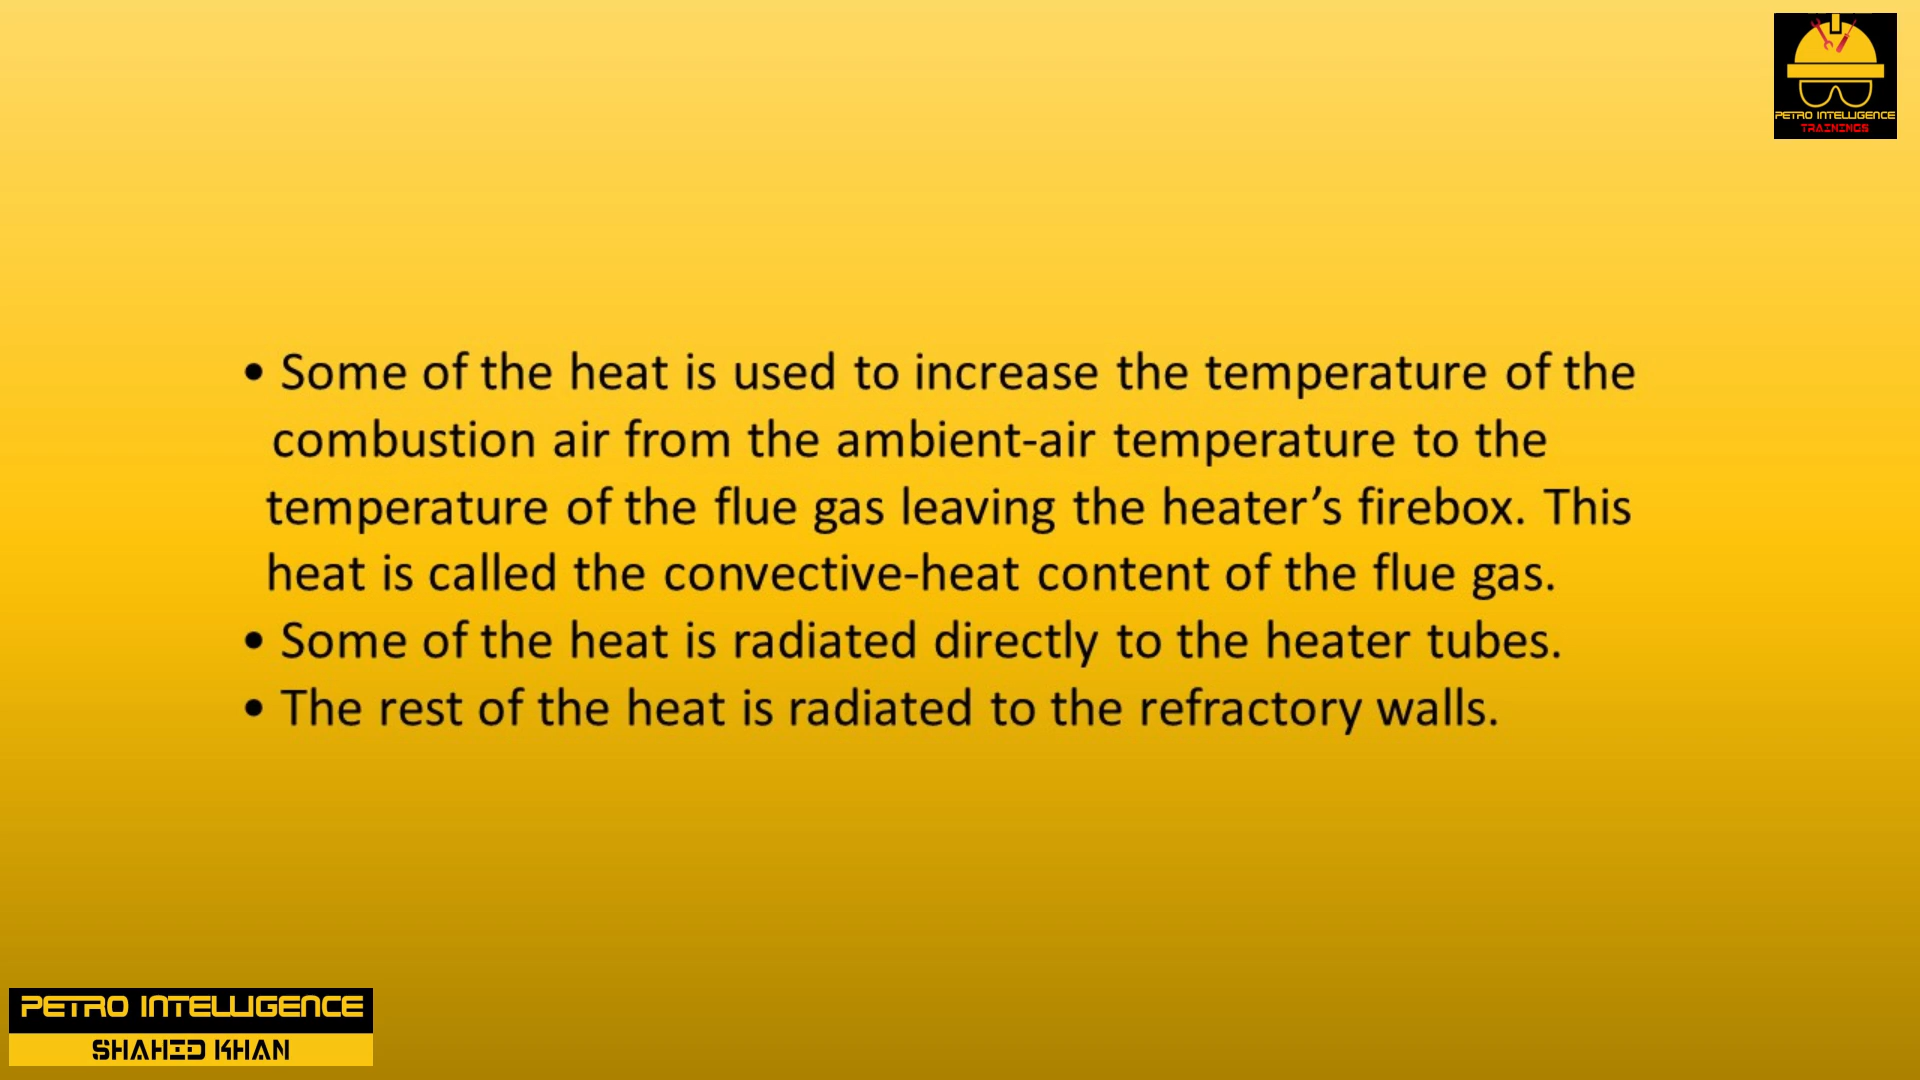 PETRO INTELLIGENCE
TRAININGS
• Some of the heat is used to increase the temperature of the
combustion air from the ambient-air temperature to the
temperature of the flue gas leaving the heater’s firebox. This
heat is called the convective-heat content of the flue gas.
• Some of the heat is radiated directly to the heater tubes.
• The rest of the heat is radiated to the refractory walls.
PETRO INTELLIGENCE
SHAHID KHAN